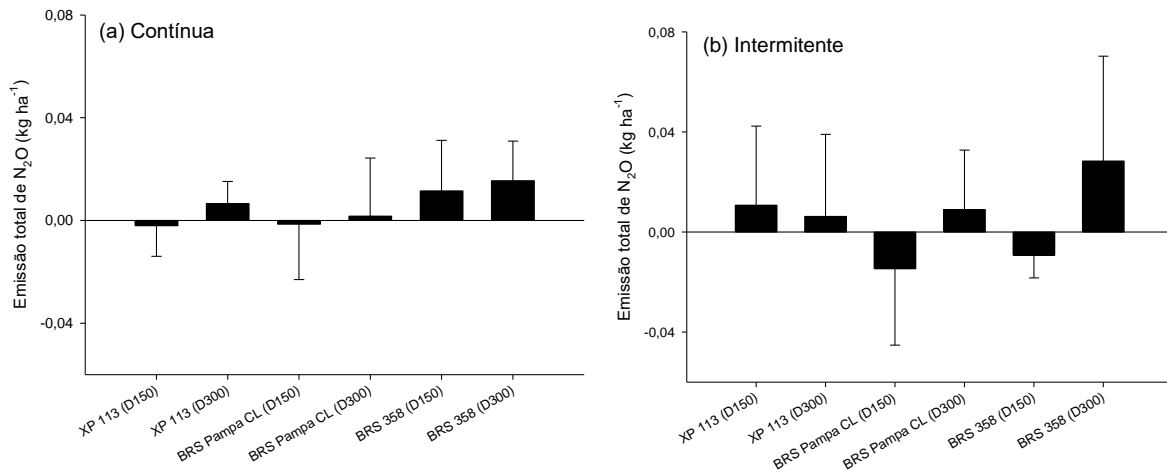 (a) Contínua
Emissão total de N₂O (kg ha⁻¹)
0,08
0,04
0,00
-0,04
XP 113 (D150)
XP 113 (D300)
BRS Pampa CL (D150)
BRS Pampa CL (D300)
BRS 358 (D150)
BRS 358 (D300)
(b) Intermitente
Emissão total de N₂O (kg ha⁻¹)
0,08
0,04
0,00
-0,04
XP 113 (D150)
XP 113 (D300)
BRS Pampa CL (D150)
BRS Pampa CL (D300)
BRS 358 (D150)
BRS 358 (D300)